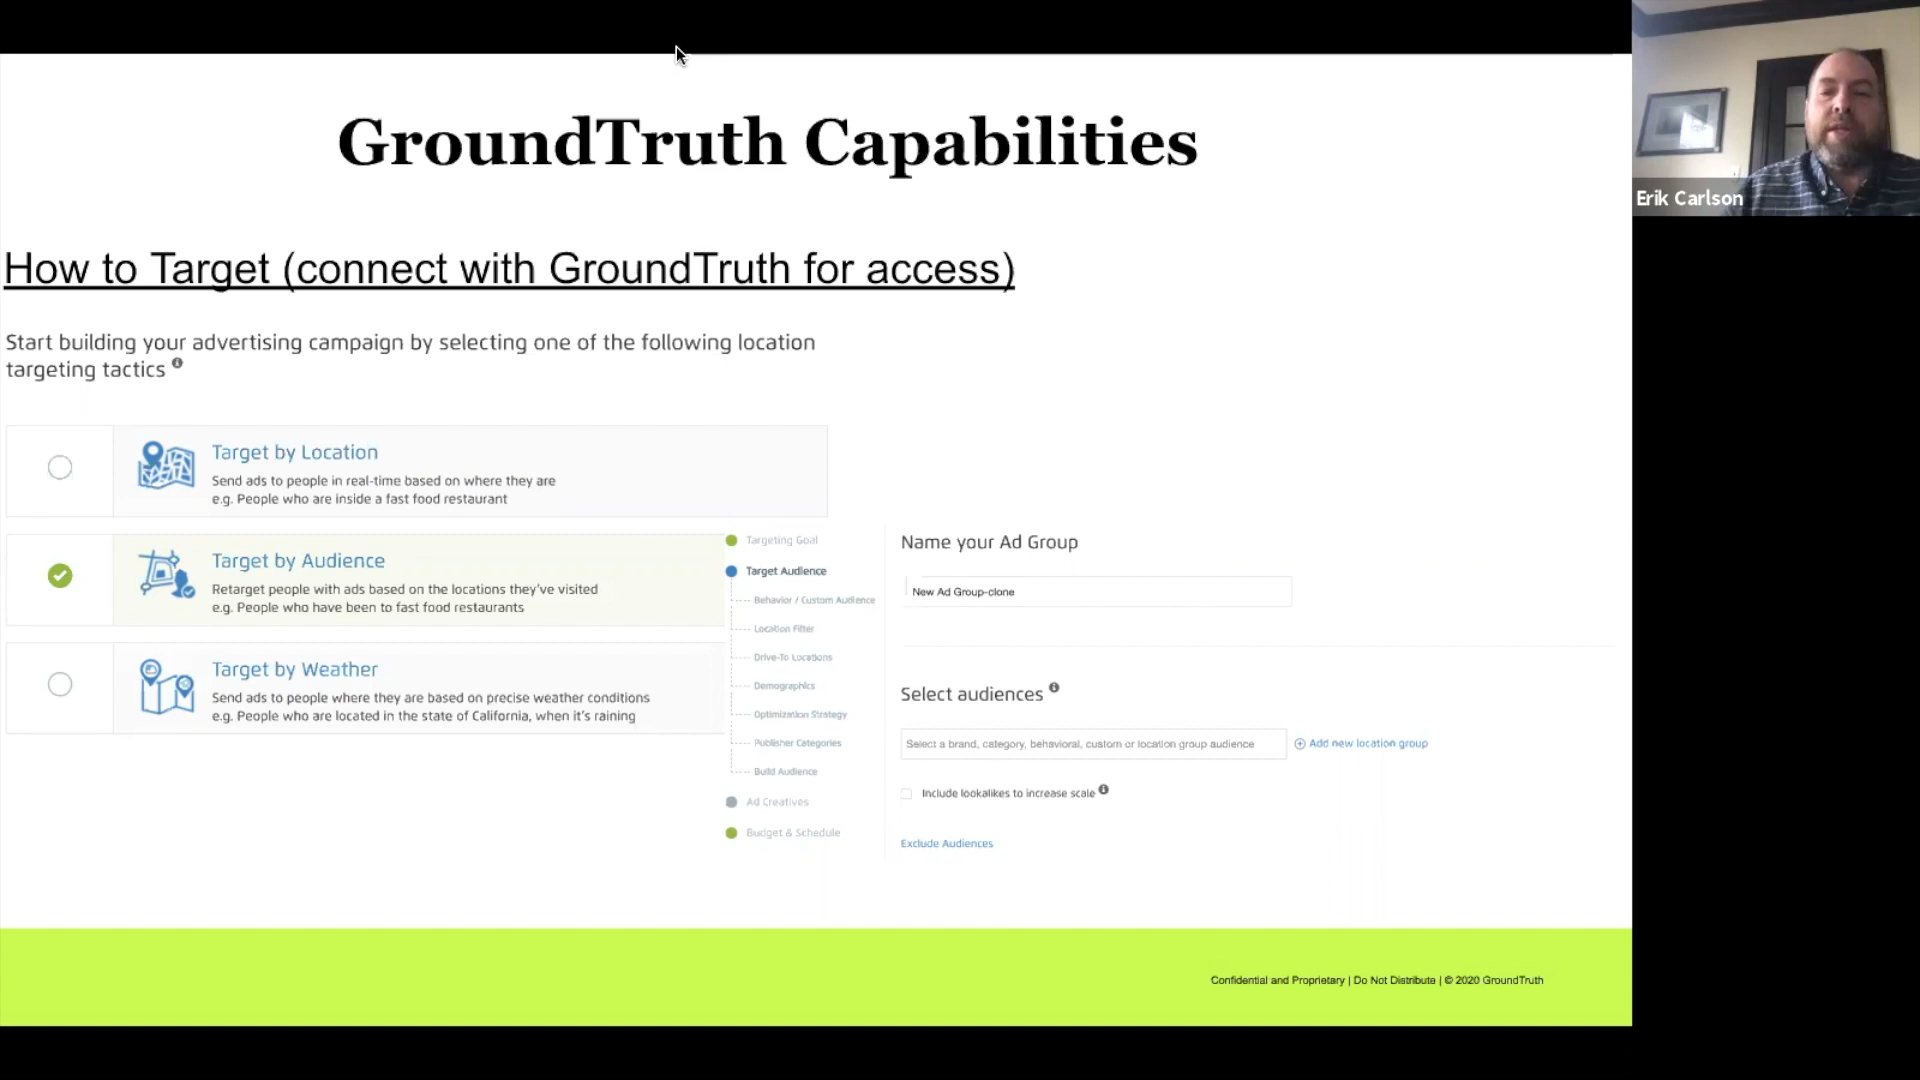 GroundTruth Capabilities
Erik Carlson
How to Target (connect with GroundTruth for access)
Start building your advertising campaign by selecting one of the following location
targeting tactics
Target by Location
Send ads to people in real-time based on where they are
e.g. People who are inside a fast food restaurant
Target by Audience
Retarget people with ads based on the locations they've visited
e.g. People who have been to fast food restaurants
Target by Weather
Send ads to people where they are based on precise weather conditions
e.g. People who are located in the state of California, when it's raining
Targeting Goal
Target Audience
Behavior / Custom Audience
Location Filter
Drive-To Locations
Demographics
Optimization Strategy
Publisher Categories
Build Audience
Ad Creatives
Budget & Schedule
Name your Ad Group
New Ad Group-clone
Select audiences
Select a brand, category, behavioral, custom or location group audience
Add new location group
Include lookalikes to increase scale
Exclude Audiences
Confidential and Proprietary | Do Not Distribute | © 2020 GroundTruth